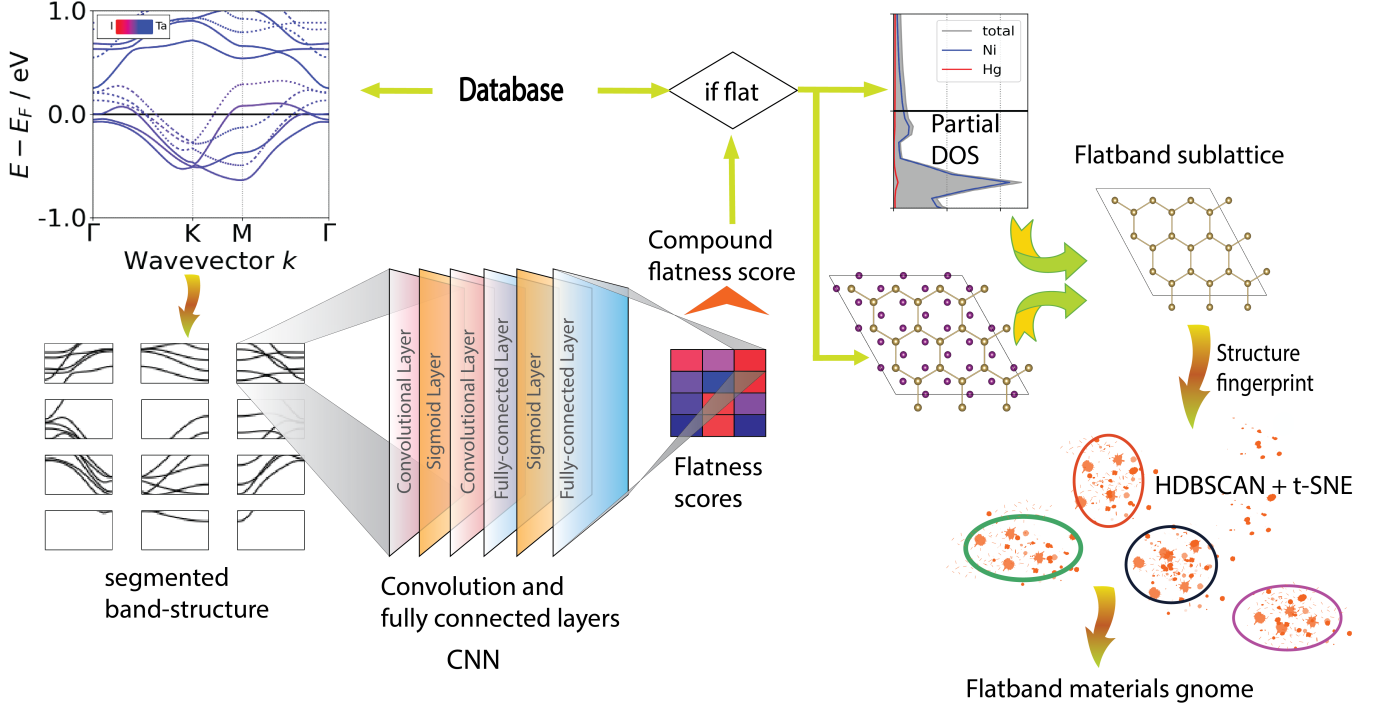 1.0
I Ta
0.0
-1.0
E − E_F / eV
Γ K M Γ
Wavevector k
Database
if flat
total
Ni
Hg
Partial
DOS
Flatband sublattice
Compound
flatness score
Convolutional Layer
Sigmoid Layer
Convolutional Layer
Fully-connected Layer
Sigmoid Layer
Fully-connected Layer
Structure
fingerprint
Flatness
scores
HDBSCAN + t-SNE
segmented
band-structure
Convolution and
fully connected layers
CNN
Flatband materials gnome